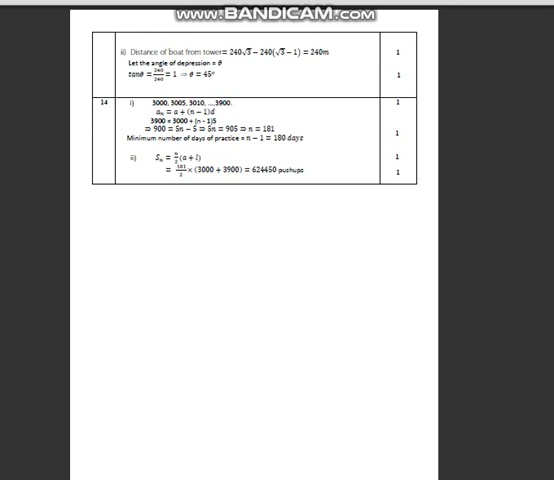 www.BANDICAM.com
ii) Distance of boat from tower= 240√3 − 240(√3 − 1) = 240m 1
Let the angle of depression = θ
tanθ = 240/240 = 1 ⇒ θ = 45° 1
14 i) 3000, 3005, 3010, ...,3900. 1
aₙ = a + (n − 1)d
3900 = 3000 + (n - 1)5
⇒ 900 = 5n − 5 ⇒ 5n = 905 ⇒ n = 181 1
Minimum number of days of practice = n − 1 = 180 days
ii) Sₙ = n/2 (a + l) 1
= 181/2 × (3000 + 3900) = 624450 pushups 1